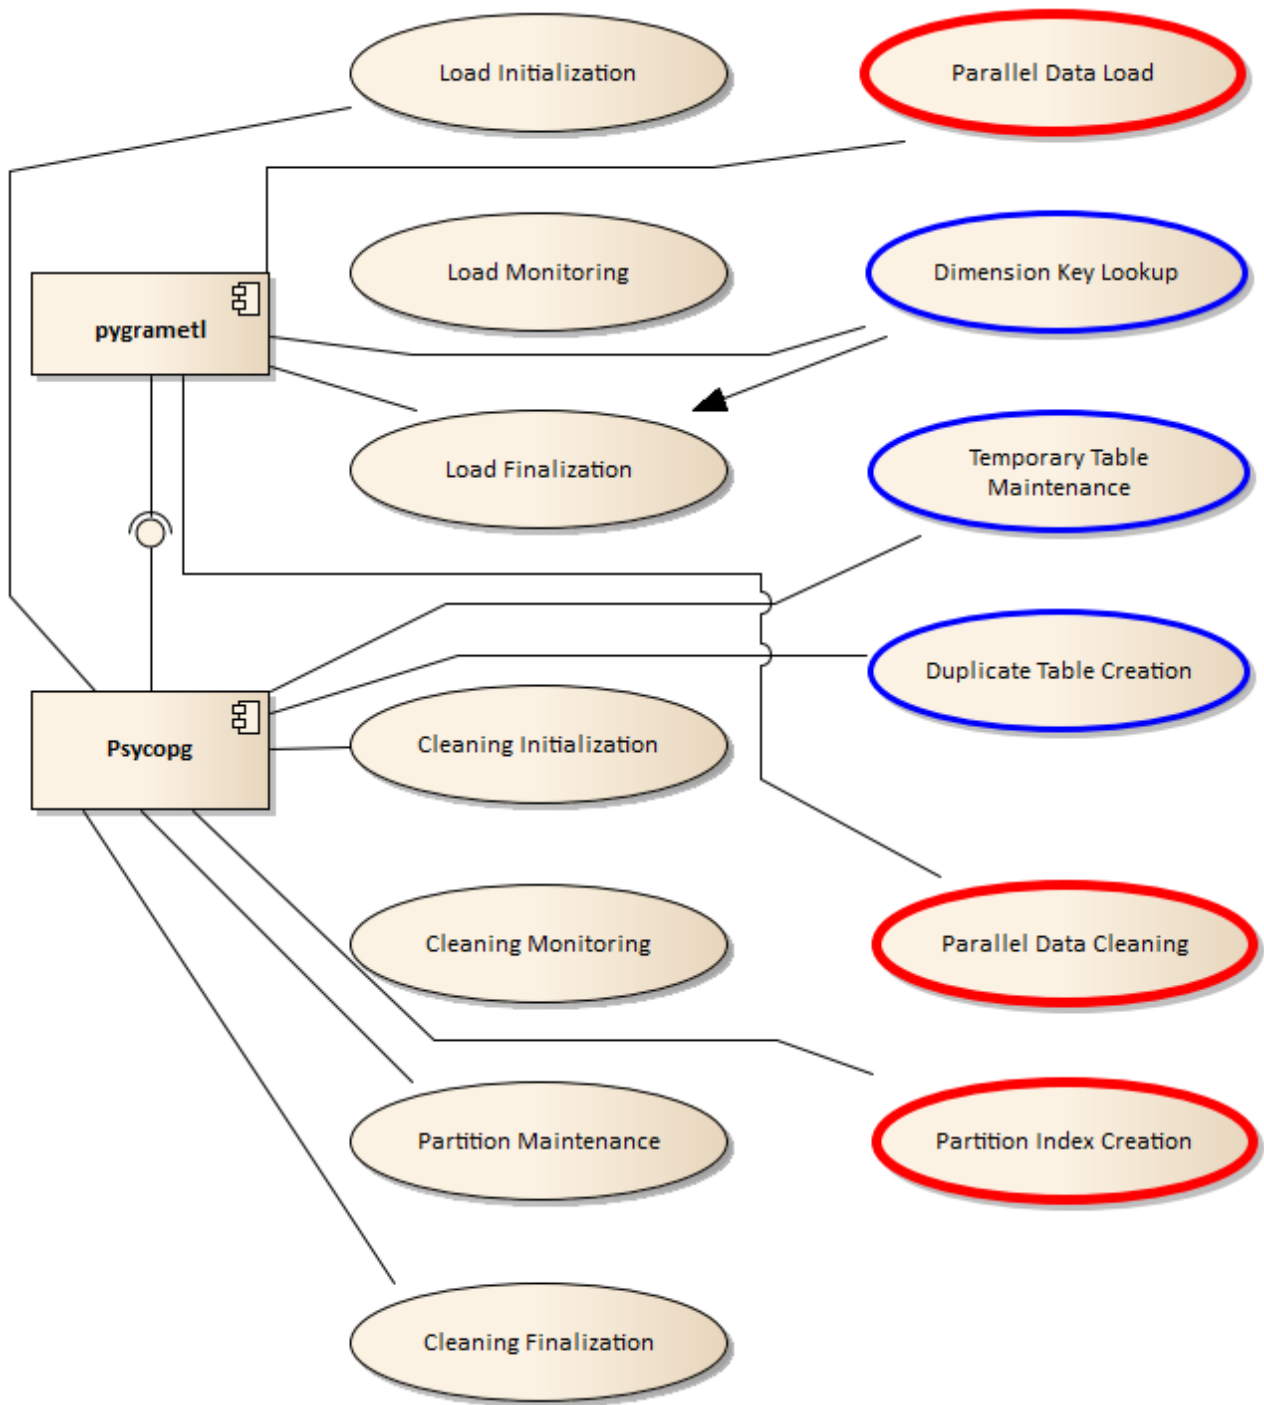 Load Initialization
Parallel Data Load
Load Monitoring
Dimension Key Lookup
pygrametl
Load Finalization
Temporary Table
Maintenance
Duplicate Table Creation
Psycopg
Cleaning Initialization
Cleaning Monitoring
Parallel Data Cleaning
Partition Maintenance
Partition Index Creation
Cleaning Finalization